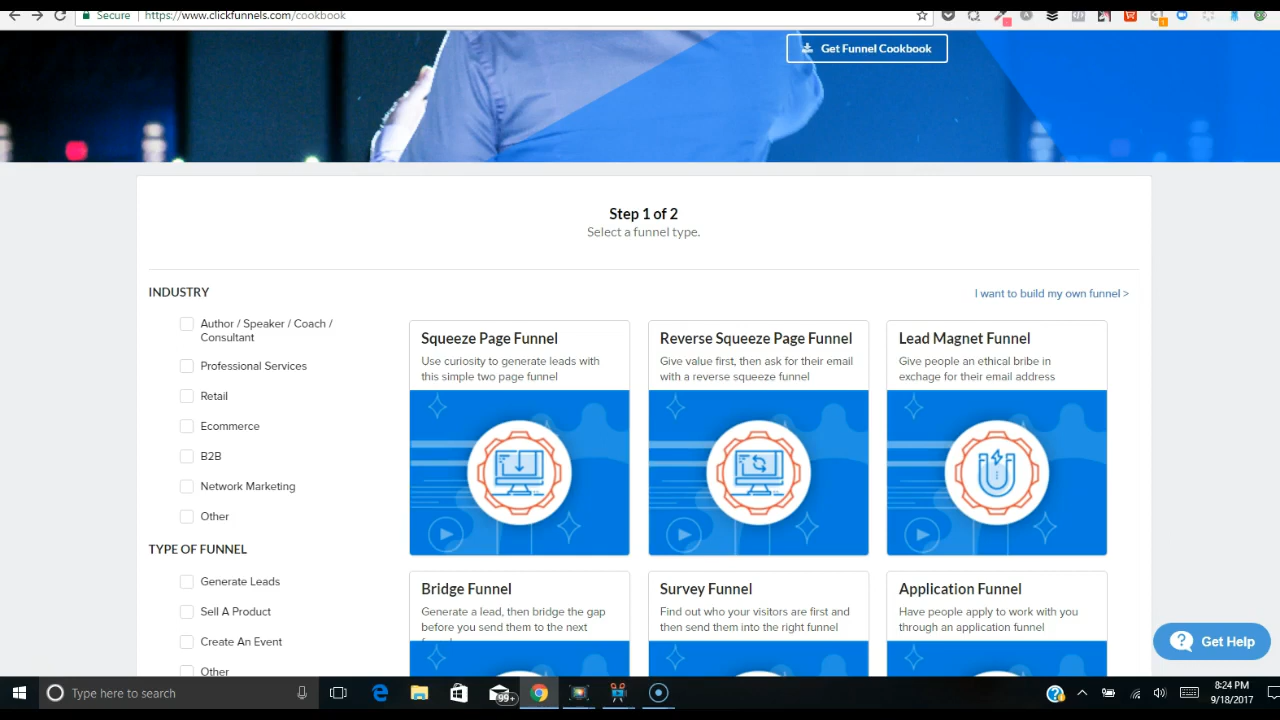 Secure
https://www.clickfunnels.com/cookbook
Get Funnel Cookbook
Step 1 of 2
Select a funnel type.
INDUSTRY
I want to build my own funnel >
Author / Speaker / Coach /
Consultant
Professional Services
Retail
Ecommerce
B2B
Network Marketing
Other
TYPE OF FUNNEL
Generate Leads
Sell A Product
Create An Event
Other
Squeeze Page Funnel
Use curiosity to generate leads with
this simple two page funnel
Reverse Squeeze Page Funnel
Give value first, then ask for their email
with a reverse squeeze funnel
Lead Magnet Funnel
Give people an ethical bribe in
exchage for their email address
Bridge Funnel
Generate a lead, then bridge the gap
before you send them to the next
Survey Funnel
Find out who your visitors are first and
then send them into the right funnel
Application Funnel
Have people apply to work with you
through an application funnel
Get Help
Type here to search
99+
8:24 PM
9/18/2017